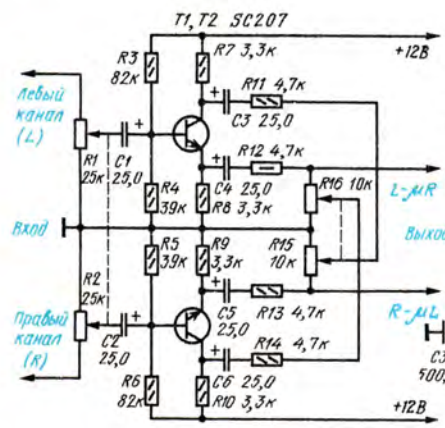 T1, T2 SC207
R3
82к
R7 3,3к
+12В
R11 4,7к
C3 25,0
Левый
канал
(L)
R1
25к
C1
25,0
R12 4,7к
C4
25,0
R16 10к
L-μR
R4
39к
R8 3,3к
Вход
R5
39к
R9
3,3к
R15
10к
Выхо
R2
25к
C5
25,0
R13 4,7к
R-μL
Правый
канал
(R)
C2
25,0
R14 4,7к
C3
500,
R6
82к
C6 25,0
R10 3,3к
+12В